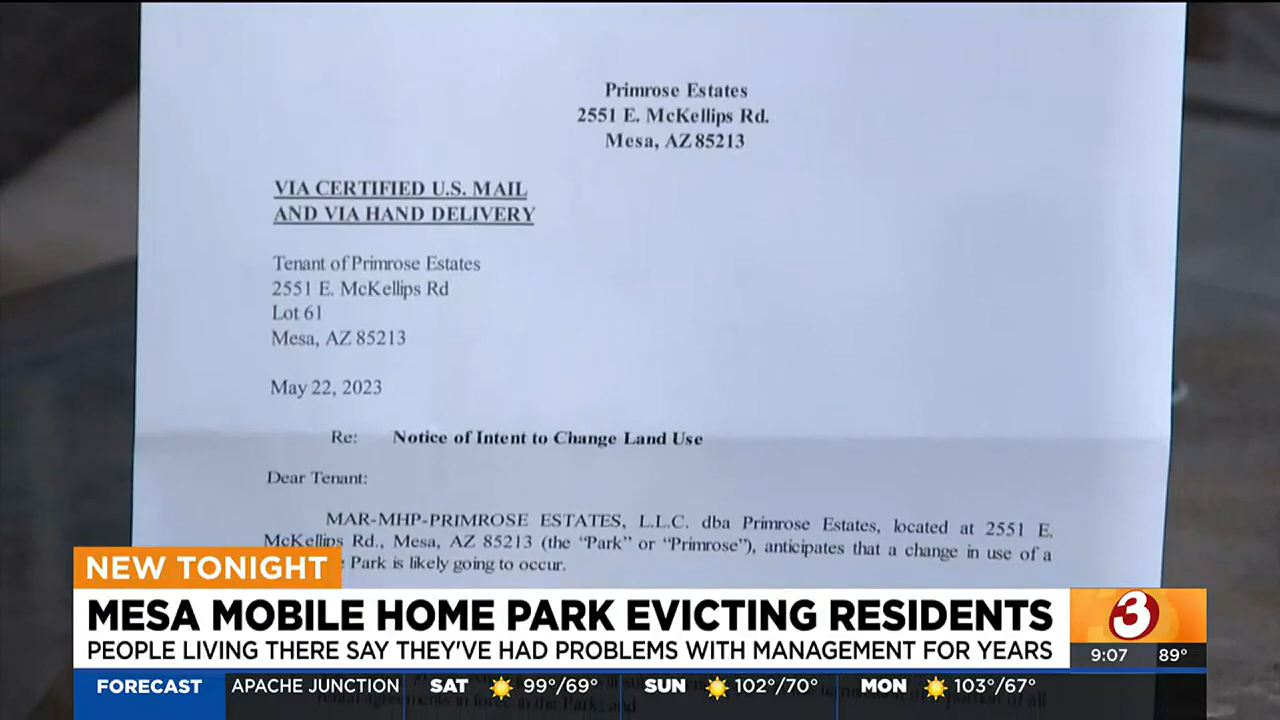 Primrose Estates
2551 E. McKellips Rd.
Mesa, AZ 85213
VIA CERTIFIED U.S. MAIL
AND VIA HAND DELIVERY
Tenant of Primrose Estates
2551 E. McKellips Rd
Lot 61
Mesa, AZ 85213
May 22, 2023
Re: Notice of Intent to Change Land Use
Dear Tenant:
MAR-MHP-PRIMROSE ESTATES, L.L.C. dba Primrose Estates, located at 2551 E.
McKellips Rd., Mesa, AZ 85213 (the “Park” or “Primrose”), anticipates that a change in use of a
Park is likely going to occur.
NEW TONIGHT
MESA MOBILE HOME PARK EVICTING RESIDENTS
PEOPLE LIVING THERE SAY THEY'VE HAD PROBLEMS WITH MANAGEMENT FOR YEARS
3
9:07 89°
FORECAST APACHE JUNCTION SAT 99°/69° SUN 102°/70° MON 103°/67°